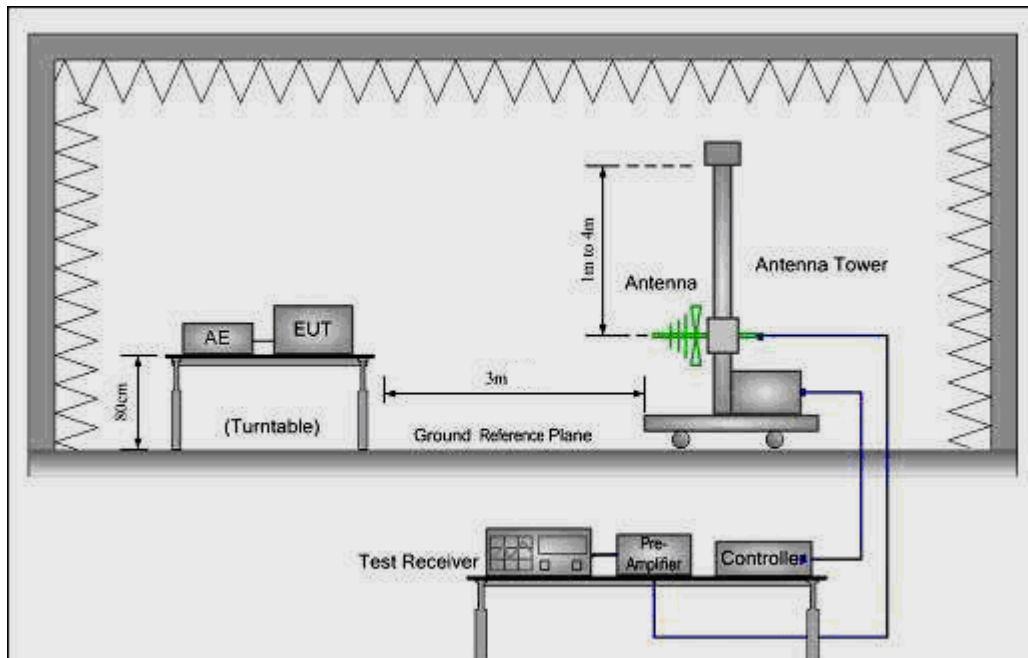 1m to 4m
Antenna Tower
Antenna
AE
EUT
80cm
3m
(Turntable)
Ground Reference Plane
Test Receiver
Pre-
Amplifier
Controller